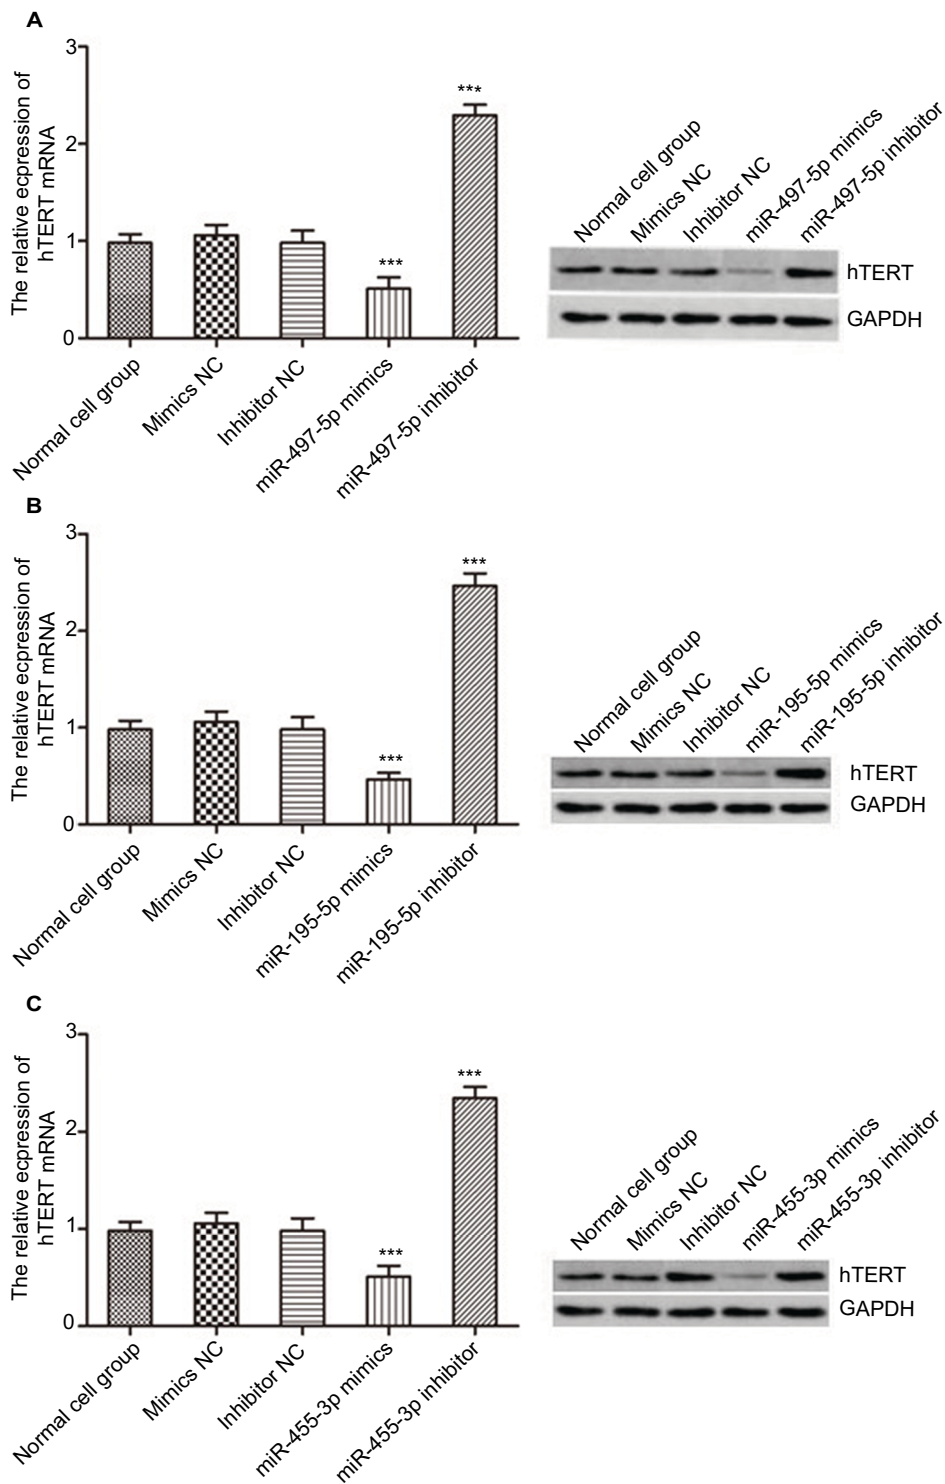 A
The relative ecpression of
hTERT mRNA
3
2
1
0
***
***
Normal cell group
Mimics NC
Inhibitor NC
miR-497-5p mimics
miR-497-5p inhibitor
Normal cell group
Mimics NC
Inhibitor NC
miR-497-5p mimics
miR-497-5p inhibitor
hTERT
GAPDH
B
The relative ecpression of
hTERT mRNA
3
2
1
0
***
***
Normal cell group
Mimics NC
Inhibitor NC
miR-195-5p mimics
miR-195-5p inhibitor
Normal cell group
Mimics NC
Inhibitor NC
miR-195-5p mimics
miR-195-5p inhibitor
hTERT
GAPDH
C
The relative ecpression of
hTERT mRNA
3
2
1
0
***
***
Normal cell group
Mimics NC
Inhibitor NC
miR-455-3p mimics
miR-455-3p inhibitor
Normal cell group
Mimics NC
Inhibitor NC
miR-455-3p mimics
miR-455-3p inhibitor
hTERT
GAPDH